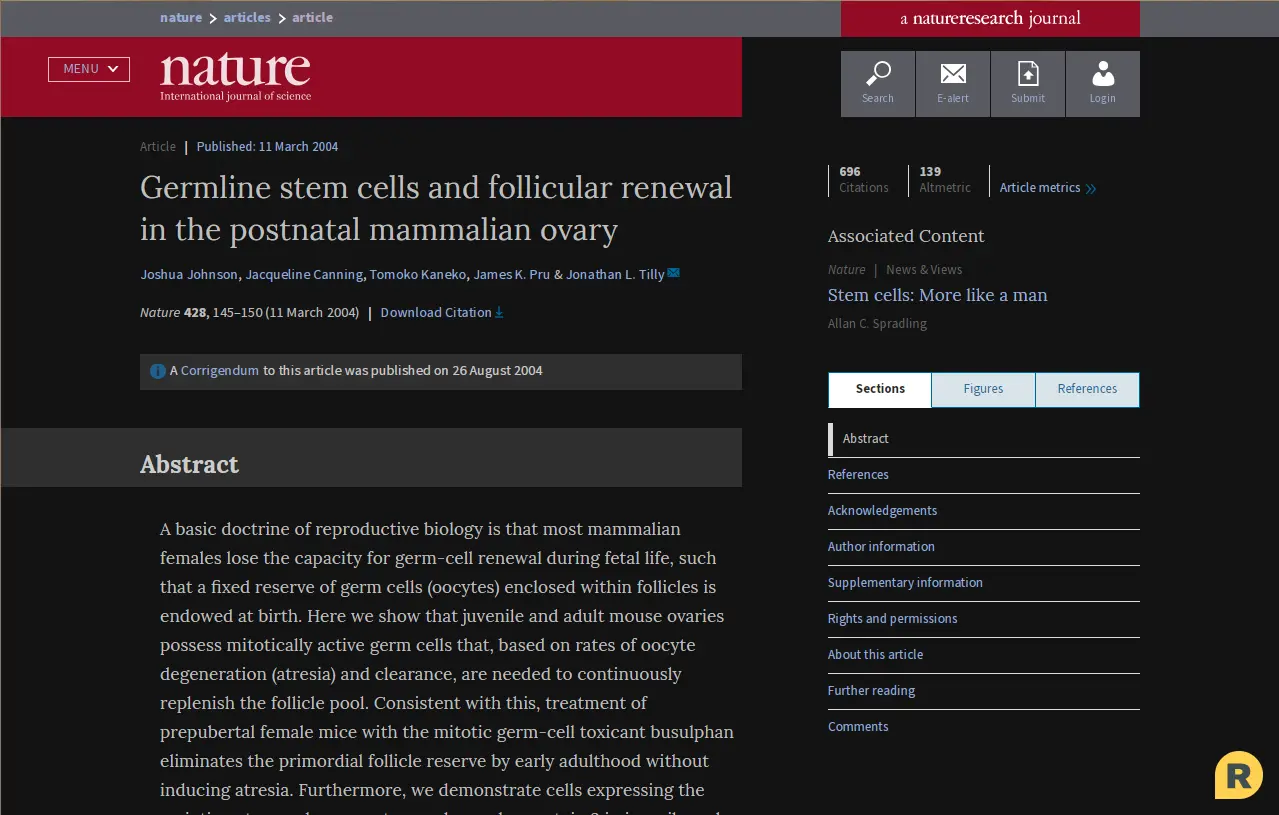 nature > articles > article
a natureresearch journal
MENU
nature
International journal of science
Search
E-alert
Submit
Login
Article | Published: 11 March 2004
Germline stem cells and follicular renewal
in the postnatal mammalian ovary
Joshua Johnson, Jacqueline Canning, Tomoko Kaneko, James K. Pru & Jonathan L. Tilly
Nature 428, 145–150 (11 March 2004) | Download Citation
A Corrigendum to this article was published on 26 August 2004
Abstract
A basic doctrine of reproductive biology is that most mammalian
females lose the capacity for germ-cell renewal during fetal life, such
that a fixed reserve of germ cells (oocytes) enclosed within follicles is
endowed at birth. Here we show that juvenile and adult mouse ovaries
possess mitotically active germ cells that, based on rates of oocyte
degeneration (atresia) and clearance, are needed to continuously
replenish the follicle pool. Consistent with this, treatment of
prepubertal female mice with the mitotic germ-cell toxicant busulphan
eliminates the primordial follicle reserve by early adulthood without
inducing atresia. Furthermore, we demonstrate cells expressing the
696
Citations
139
Altmetric
Article metrics
Associated Content
Nature | News & Views
Stem cells: More like a man
Allan C. Spradling
Sections
Figures
References
Abstract
References
Acknowledgements
Author information
Supplementary information
Rights and permissions
About this article
Further reading
Comments
R